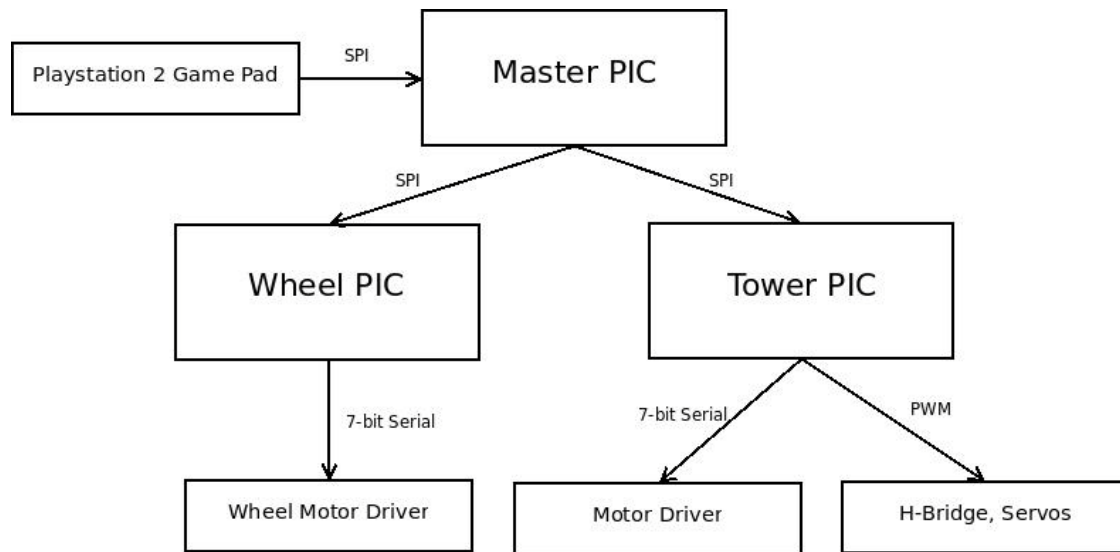 SPI
Playstation 2 Game Pad
Master PIC
SPI
SPI
Wheel PIC
Tower PIC
7-bit Serial
7-bit Serial
PWM
Wheel Motor Driver
Motor Driver
H-Bridge, Servos